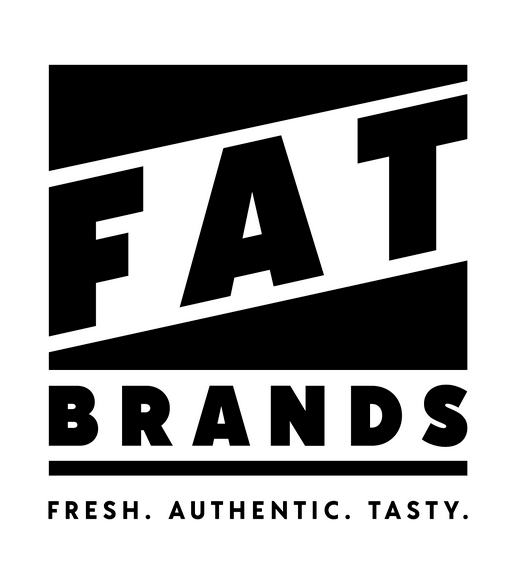 FAT
BRANDS
FRESH. AUTHENTIC. TASTY.